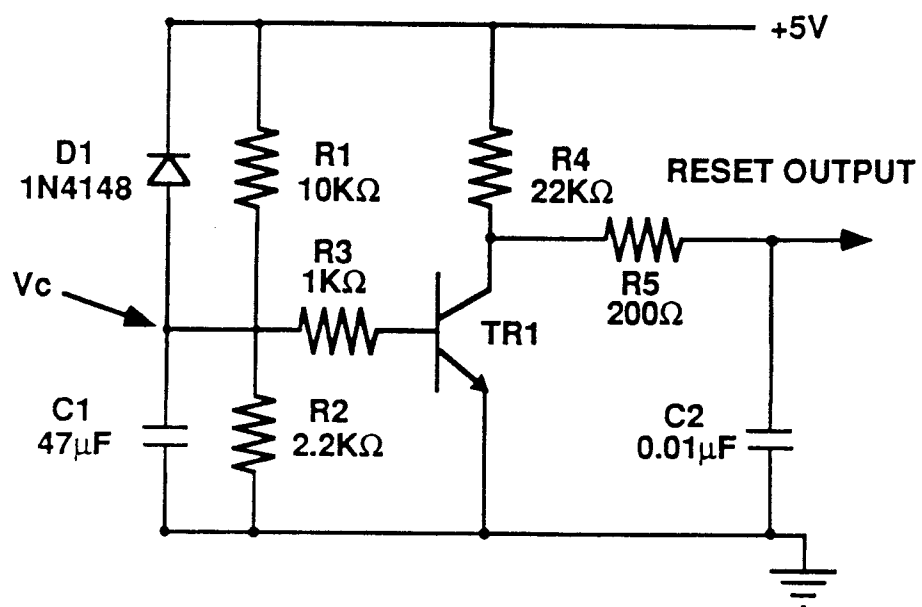 +5V
D1
1N4148
R1
10KΩ
R4
22KΩ
RESET OUTPUT
R3
1KΩ
Vc
R5
200Ω
TR1
C1
47μF
R2
2.2KΩ
C2
0.01μF